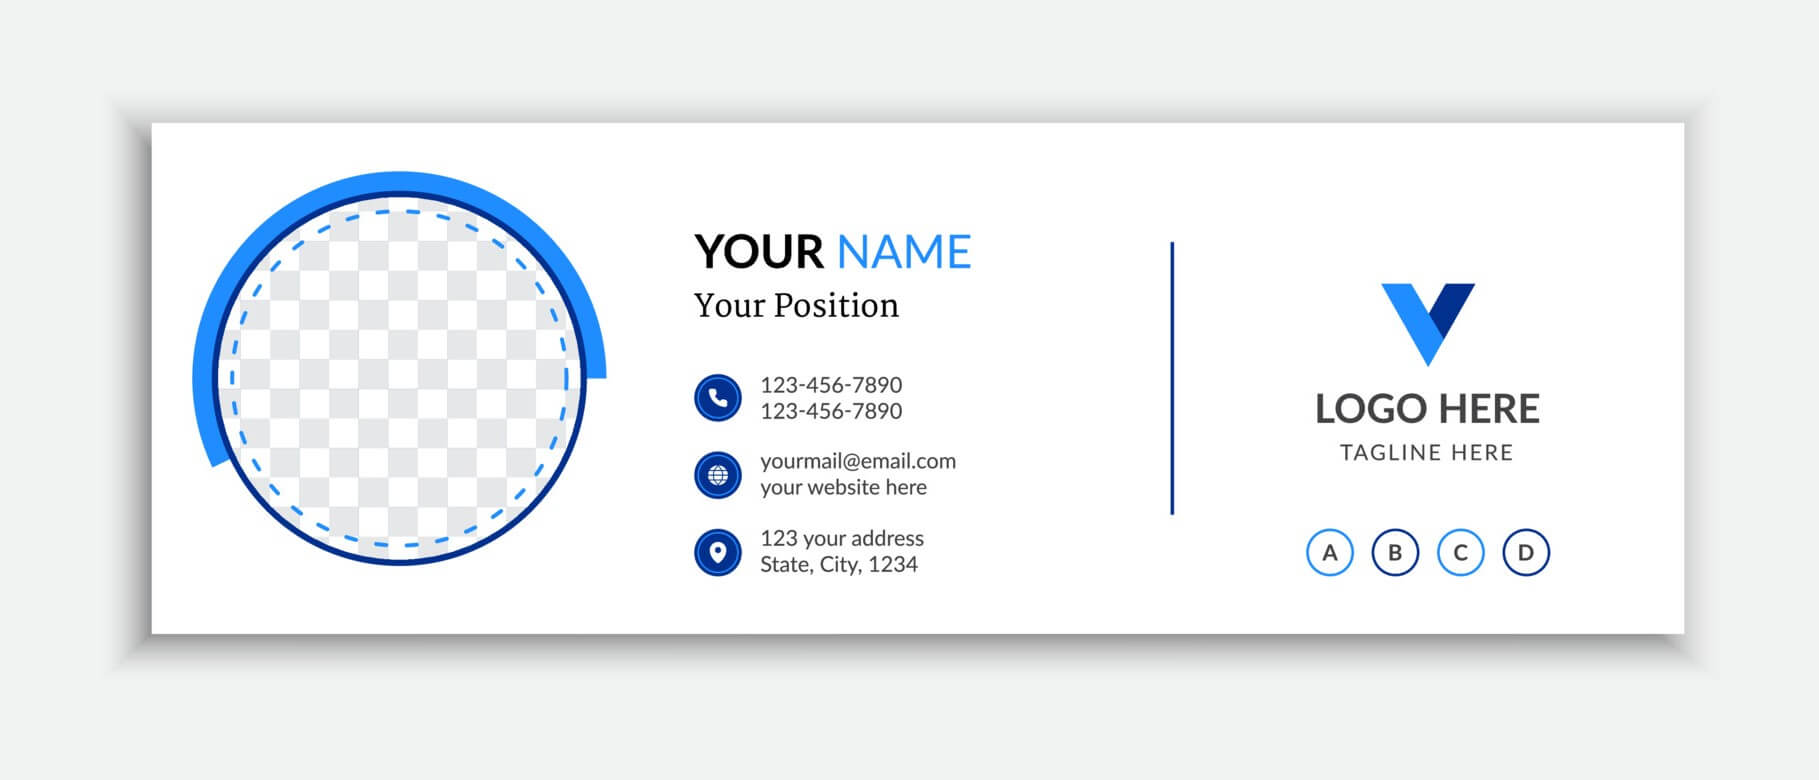 YOUR NAME
Your Position
123-456-7890
123-456-7890
yourmail@email.com
your website here
123 your address
State, City, 1234
LOGO HERE
TAGLINE HERE
A B C D